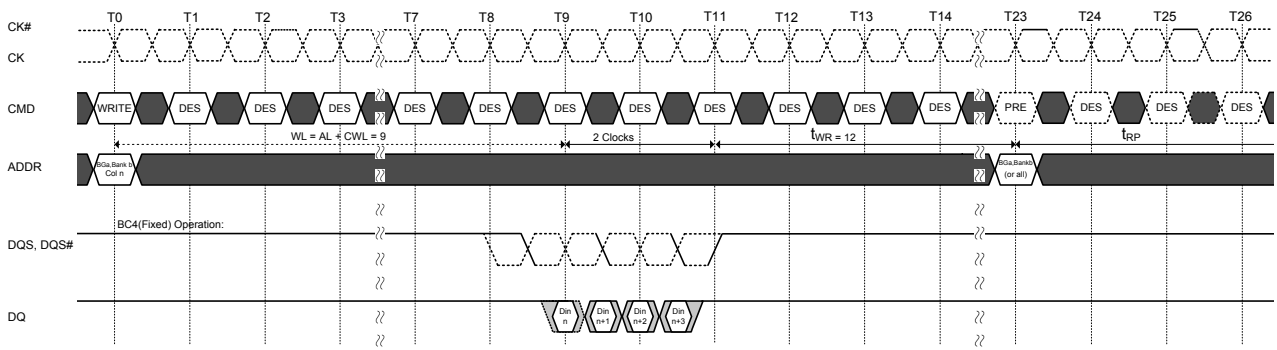 T0 T1 T2 T3 T7 T8 T9 T10 T11 T12 T13 T14 T23 T24 T25 T26
CK#
CK
CMD WRITE DES DES DES DES DES DES DES DES DES DES DES PRE DES DES DES
WL = AL + CWL = 9 2 Clocks tWR = 12 tRP
ADDR
BGa,Bank b
Col n
BGa,Bankb
(or all)
BC4(Fixed) Operation:
DQS, DQS#
DQ
Din
n
Din
n+1
Din
n+2
Din
n+3